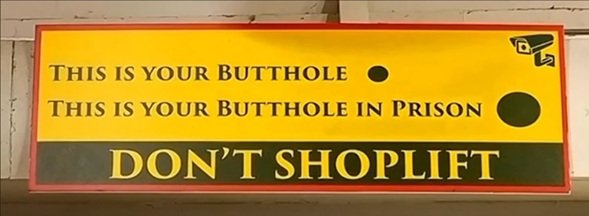 This is your Butthole
This is your Butthole in Prison
DON'T SHOPLIFT